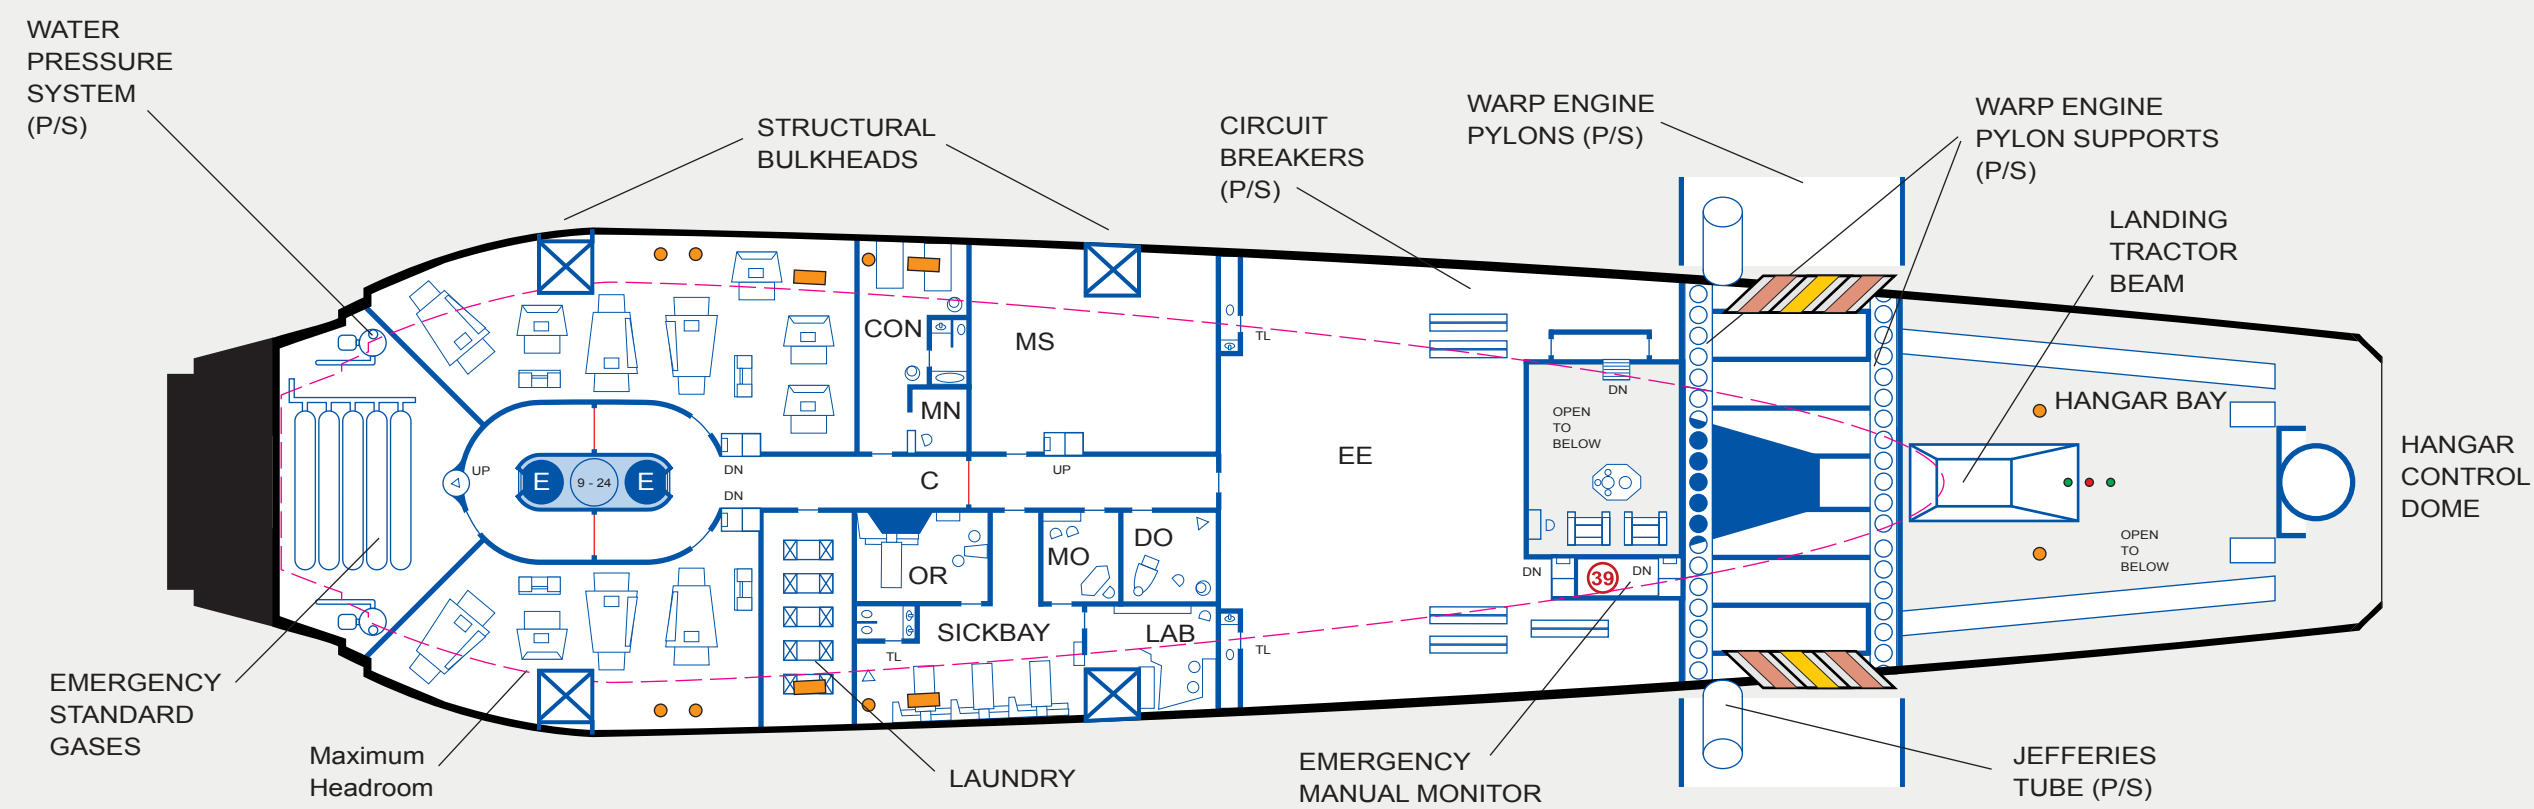 WATER
PRESSURE
SYSTEM
(P/S)
STRUCTURAL
BULKHEADS
CIRCUIT
BREAKERS
(P/S)
WARP ENGINE
PYLONS (P/S)
WARP ENGINE
PYLON SUPPORTS
(P/S)
LANDING
TRACTOR
BEAM
HANGAR
CONTROL
DOME
CON
MS
TL
MN
DN
OPEN
TO
BELOW
HANGAR BAY
EE
UP
E
9 - 24
E
DN
DN
C
UP
OR
MO
DO
DN
39
DN
OPEN
TO
BELOW
SICKBAY
LAB
TL
TL
EMERGENCY
STANDARD
GASES
Maximum
Headroom
LAUNDRY
EMERGENCY
MANUAL MONITOR
JEFFERIES
TUBE (P/S)